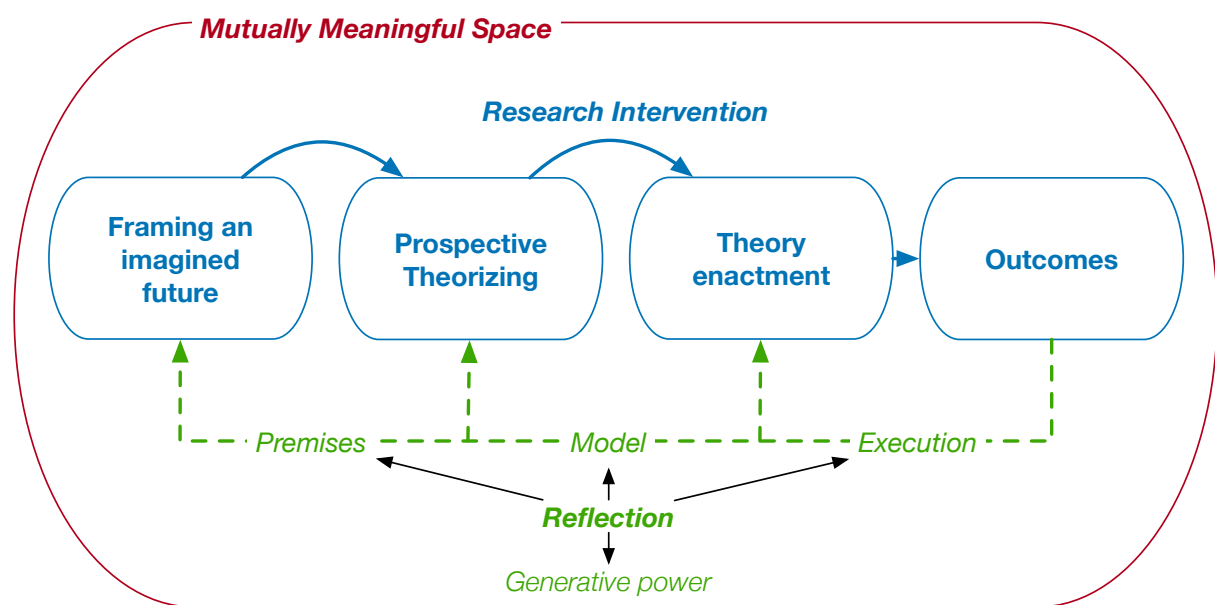 Mutually Meaningful Space
Research Intervention
Framing an
imagined
future
Prospective
Theorizing
Theory
enactment
Outcomes
Premises
Model
Execution
Reflection
Generative power